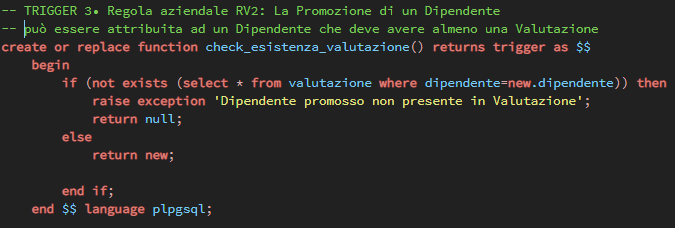 -- TRIGGER 3• Regola aziendale RV2: La Promozione di un Dipendente
-- può essere attribuita ad un Dipendente che deve avere almeno una Valutazione
create or replace function check_esistenza_valutazione() returns trigger as $$
    begin
        if (not exists (select * from valutazione where dipendente=new.dipendente)) then
            raise exception 'Dipendente promosso non presente in Valutazione';
            return null;
        else
            return new;

        end if;
    end $$ language plpgsql;